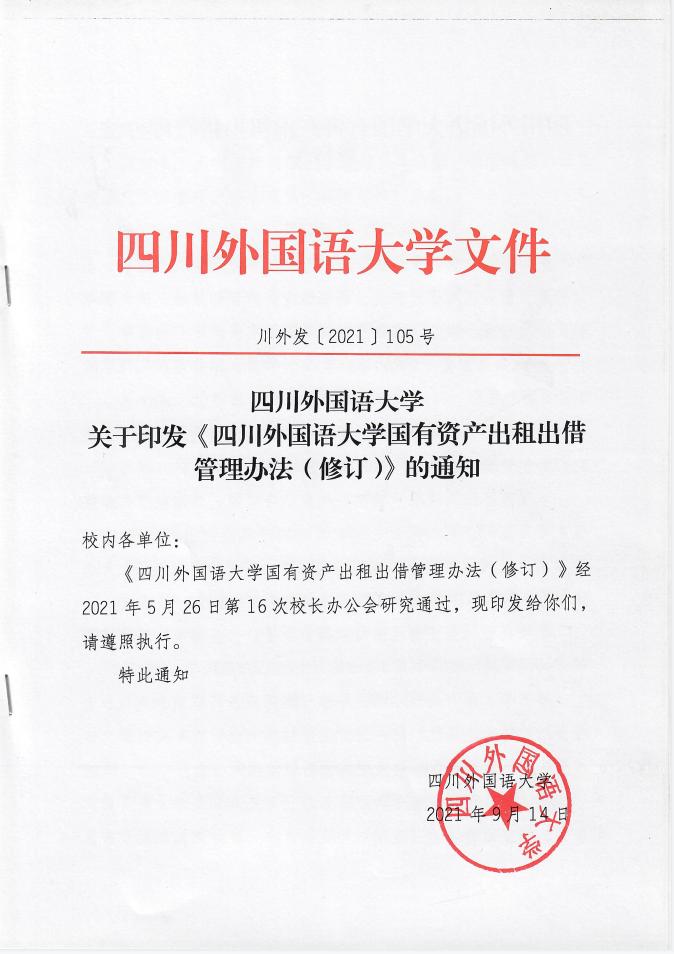 四川外国语大学文件
川外发〔2021〕105号
四川外国语大学
关于印发《四川外国语大学国有资产出租出借
管理办法（修订）》的通知
校内各单位：
《四川外国语大学国有资产出租出借管理办法（修订）》经
2021年5月26日第16次校长办公会研究通过，现印发给你们，
请遵照执行。
特此通知
四川外国语大学
2021年9月14日
四川外国语大学